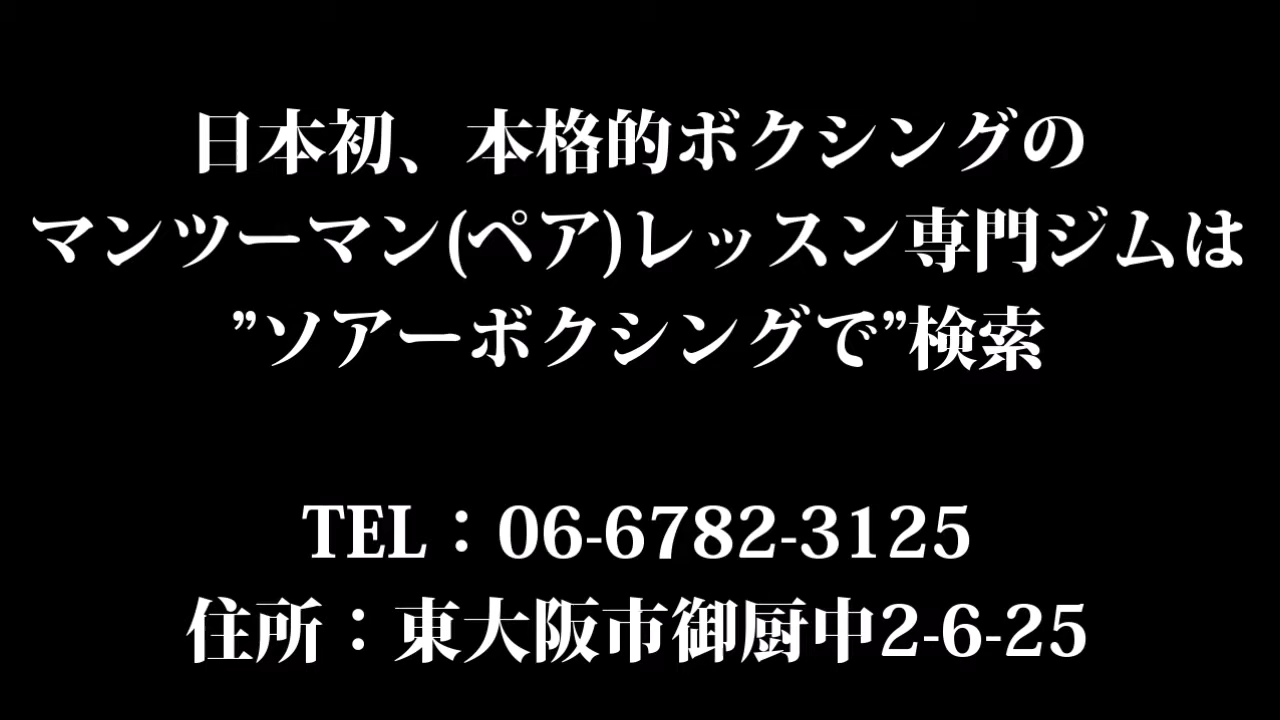 日本初、本格的ボクシングの
マンツーマン(ペア)レッスン専門ジムは
”ソアーボクシングで”検索
TEL：06-6782-3125
住所：東大阪市御厨中2-6-25